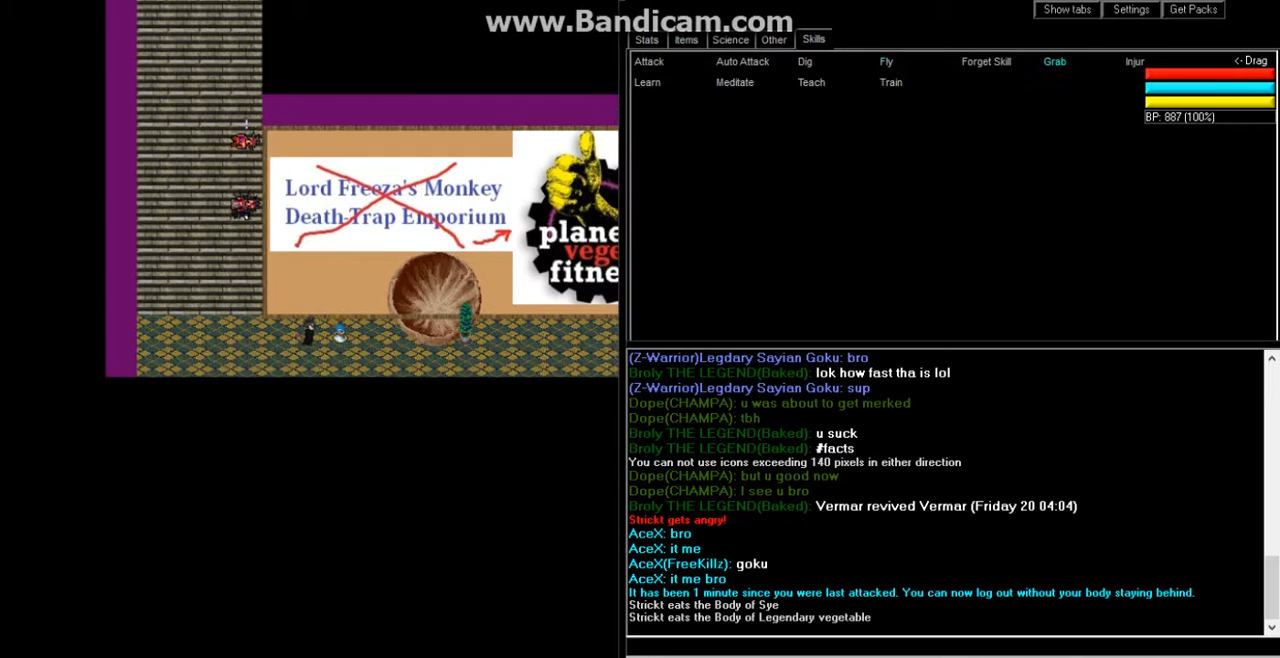 www.Bandicam.com
Show tabs Settings Get Packs
Stats Items Science Other Skills
Attack Auto Attack Dig Fly Forget Skill Grab Injur <- Drag
Learn Meditate Teach Train
BP: 887 (100%)
Lord Freeza's Monkey
Death-Trap Emporium
plane
vege
fitne
(Z-Warrior)Legdary Sayian Goku: bro
Broly THE LEGEND(Baked): lok how fast tha is lol
(Z-Warrior)Legdary Sayian Goku: sup
Dope(CHAMPA): u was about to get merked
Dope(CHAMPA): tbh
Broly THE LEGEND(Baked): u suck
Broly THE LEGEND(Baked): #facts
You can not use icons exceeding 140 pixels in either direction
Dope(CHAMPA): but u good now
Dope(CHAMPA): I see u bro
Broly THE LEGEND(Baked): Vermar revived Vermar (Friday 20 04:04)
Strickt gets angry!
AceX: bro
AceX: it me
AceX(FreeKillz): goku
AceX: it me bro
It has been 1 minute since you were last attacked. You can now log out without your body staying behind.
Strickt eats the Body of Sye
Strickt eats the Body of Legendary vegetable